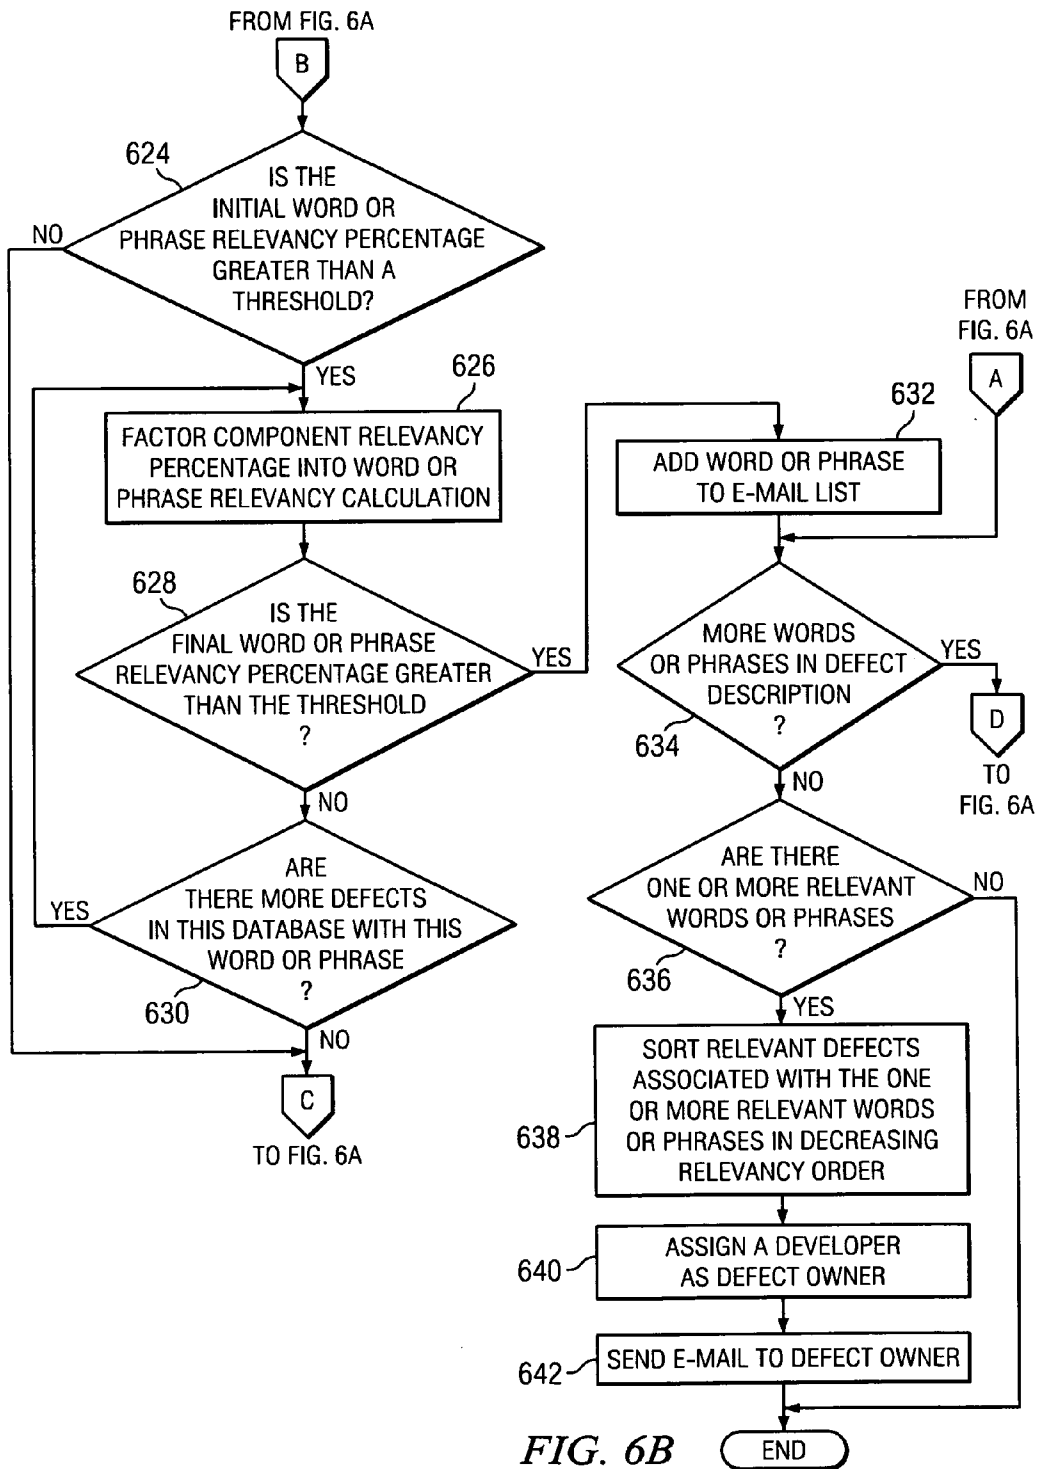 FROM FIG. 6A
B
624
IS THE
INITIAL WORD OR
PHRASE RELEVANCY PERCENTAGE
GREATER THAN A
THRESHOLD?
NO
YES
626
FACTOR COMPONENT RELEVANCY
PERCENTAGE INTO WORD OR
PHRASE RELEVANCY CALCULATION
628
IS THE
FINAL WORD OR PHRASE
RELEVANCY PERCENTAGE GREATER
THAN THE THRESHOLD
?
YES
NO
ARE
THERE MORE DEFECTS
IN THIS DATABASE WITH THIS
WORD OR PHRASE
?
YES
630
NO
C
TO FIG. 6A
FROM
FIG. 6A
A
632
ADD WORD OR PHRASE
TO E-MAIL LIST
MORE WORDS
OR PHRASES IN DEFECT
DESCRIPTION
?
634
YES
D
TO
FIG. 6A
NO
ARE THERE
ONE OR MORE RELEVANT
WORDS OR PHRASES
?
636
NO
YES
SORT RELEVANT DEFECTS
ASSOCIATED WITH THE ONE
OR MORE RELEVANT WORDS
OR PHRASES IN DECREASING
RELEVANCY ORDER
638
ASSIGN A DEVELOPER
AS DEFECT OWNER
640
SEND E-MAIL TO DEFECT OWNER
642
END
FIG. 6B